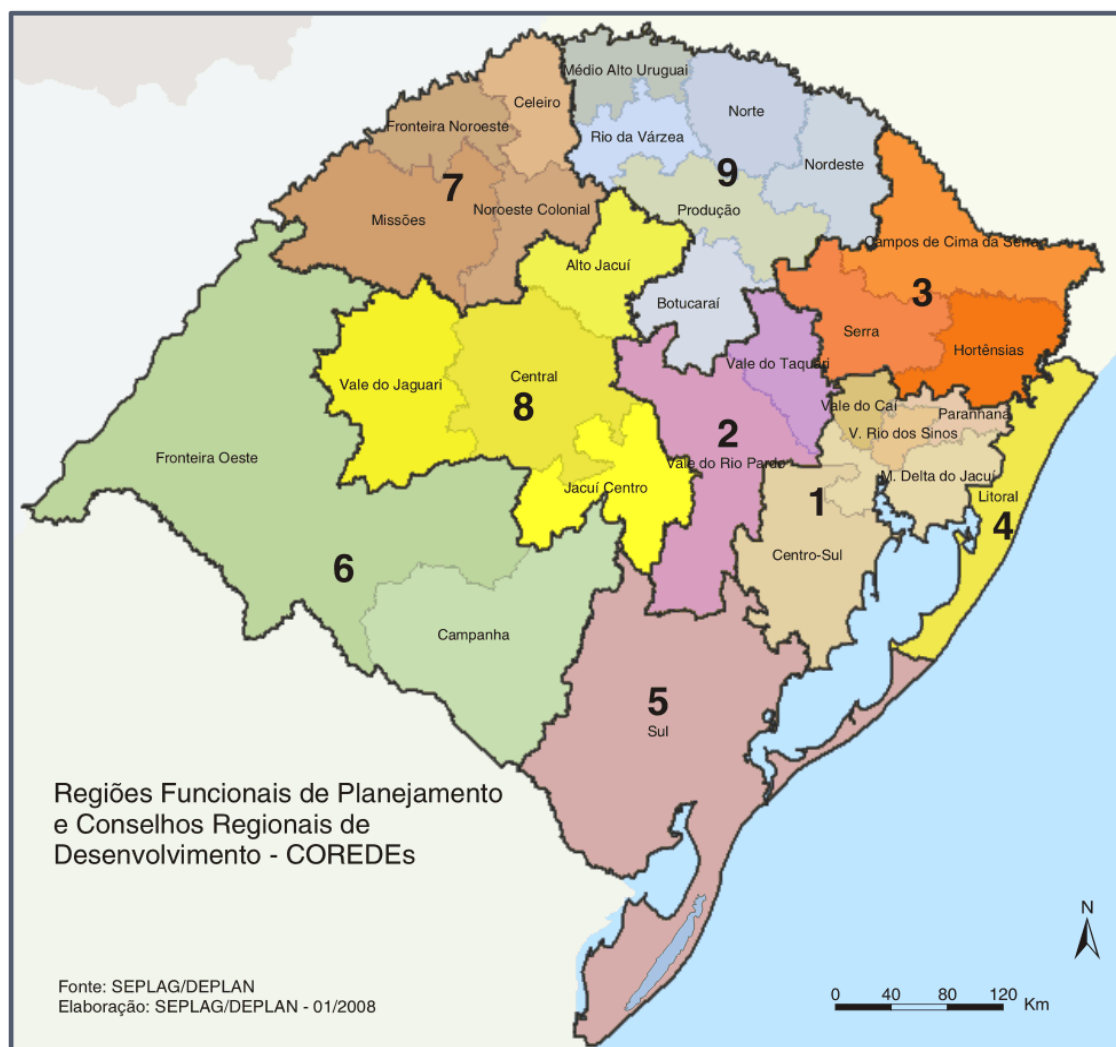 Médio Alto Uruguai
Celeiro
Norte
Fronteira Noroeste
Rio da Várzea
Nordeste
7
9
Missões
Noroeste Colonial
Produção
Campos de Cima da Serra
Alto Jacuí
3
Botucaraí
Serra
Hortênsias
Vale do Taquari
Vale do Jaguari
Central
8
Vale do Caí
Paranhana
2
V. Rio dos Sinos
Fronteira Oeste
Vale do Rio Pardo
M. Delta do Jacuí
Jacuí Centro
1
Litoral
4
Centro-Sul
6
Campanha
5
Sul
Regiões Funcionais de Planejamento
e Conselhos Regionais de
Desenvolvimento - COREDEs
N
Fonte: SEPLAG/DEPLAN
Elaboração: SEPLAG/DEPLAN - 01/2008
0 40 80 120 Km